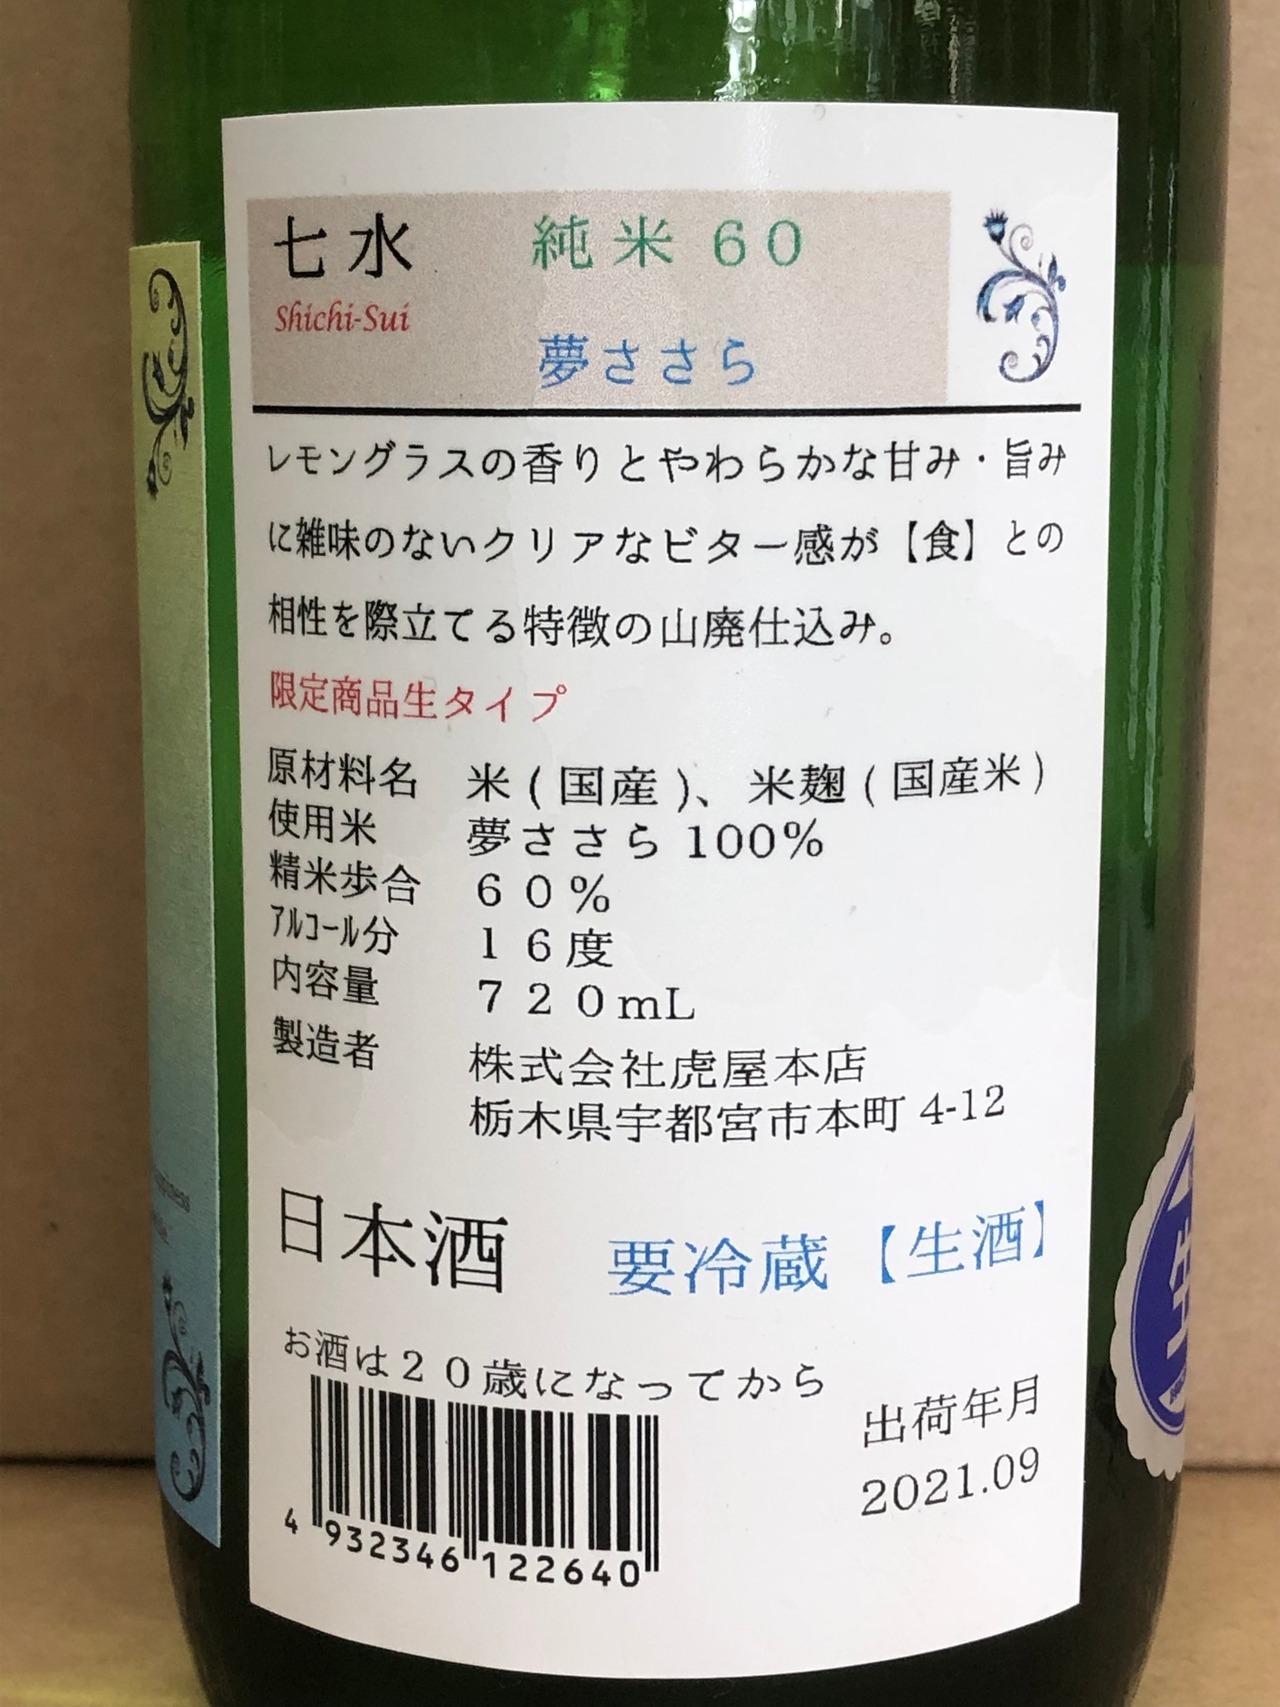 七水 純米60
Shichi-Sui
夢ささら
レモングラスの香りとやわらかな甘み・旨み
に雑味のないクリアなビター感が【食】との
相性を際立てる特徴の山廃仕込み。
限定商品生タイプ
原材料名 米(国産)、米麹(国産米)
使用米 夢ささら100%
精米歩合 60%
ｱﾙｺｰﾙ分 16度
内容量 720mL
製造者 株式会社虎屋本店
栃木県宇都宮市本町4-12
日本酒 要冷蔵【生酒】
お酒は20歳になってから
出荷年月
2021.09
4 932346 122640
生